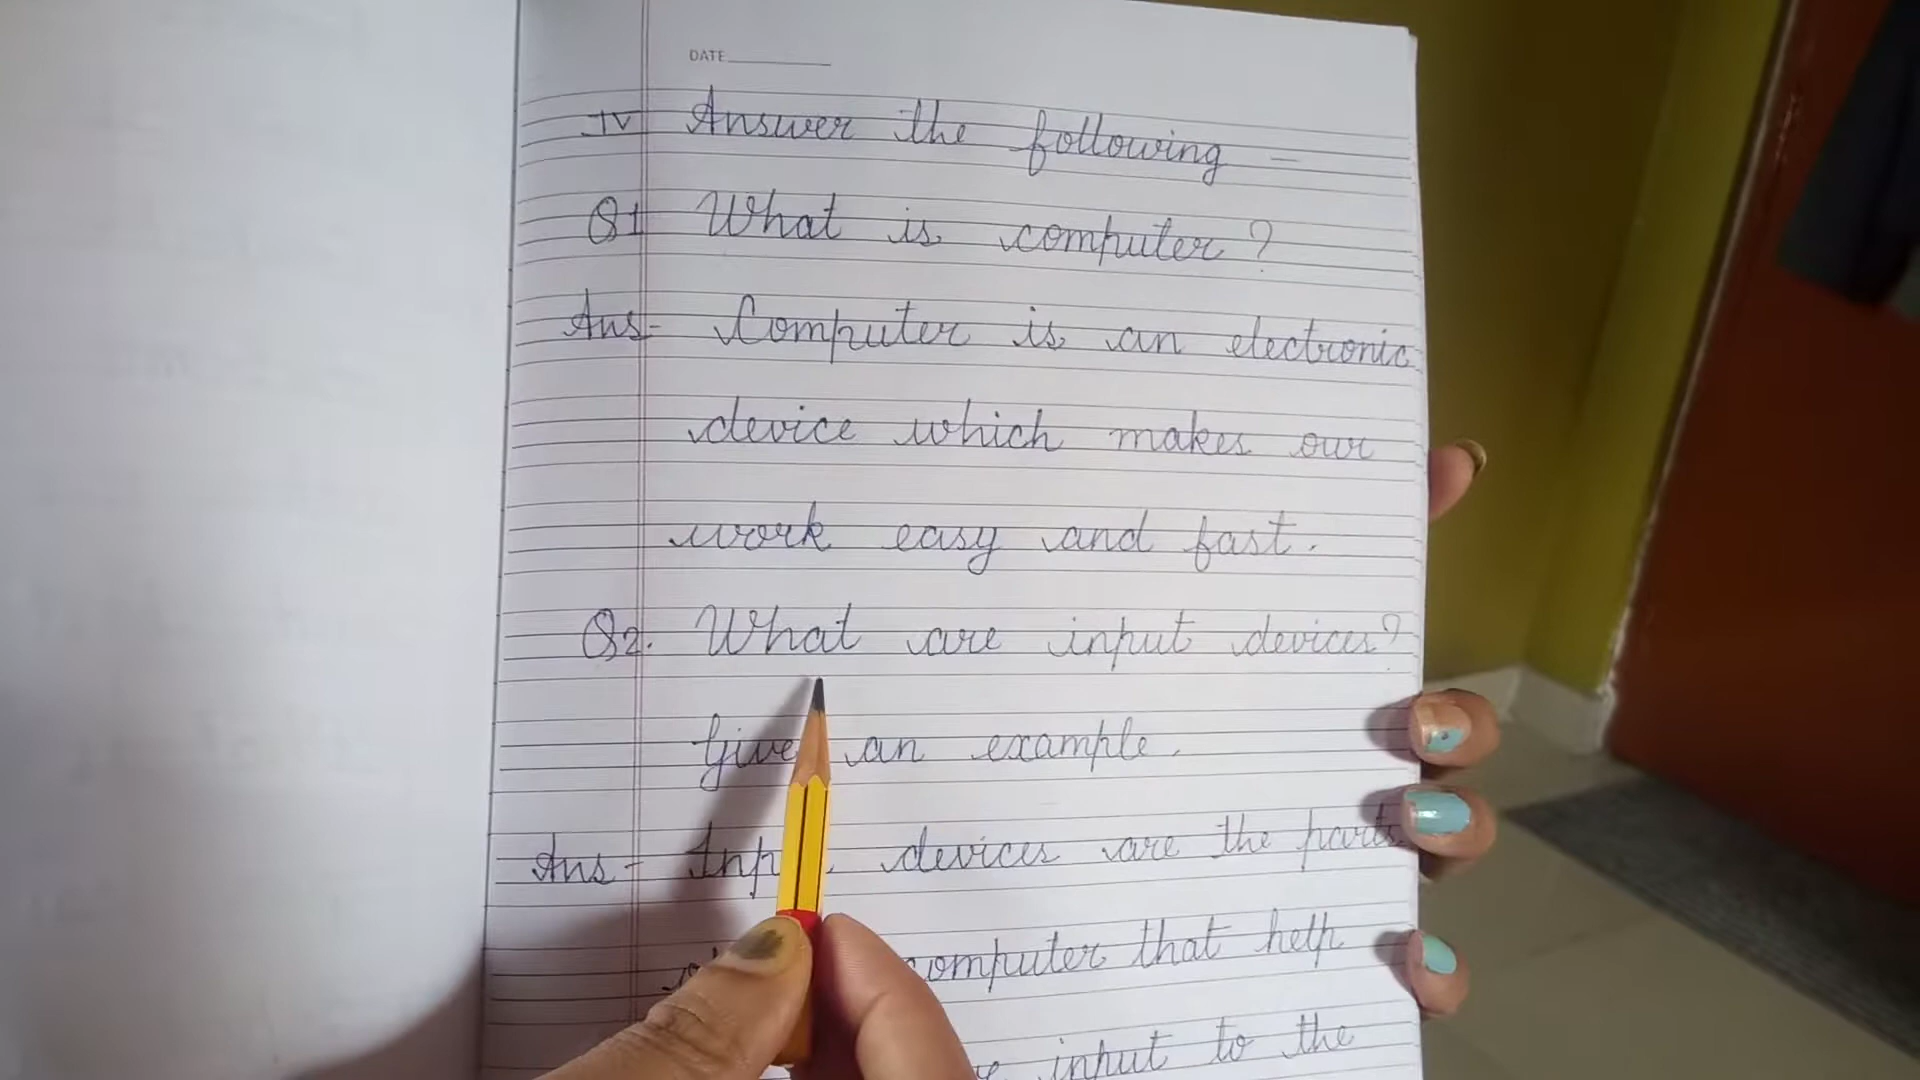 DATE
IV Answer the following -
Q1 What is computer?
Ans- Computer is an electronic
device which makes our
work easy and fast.
Q2. What are input devices?
Give an example.
Ans- devices are the parts
computer that help
input to the